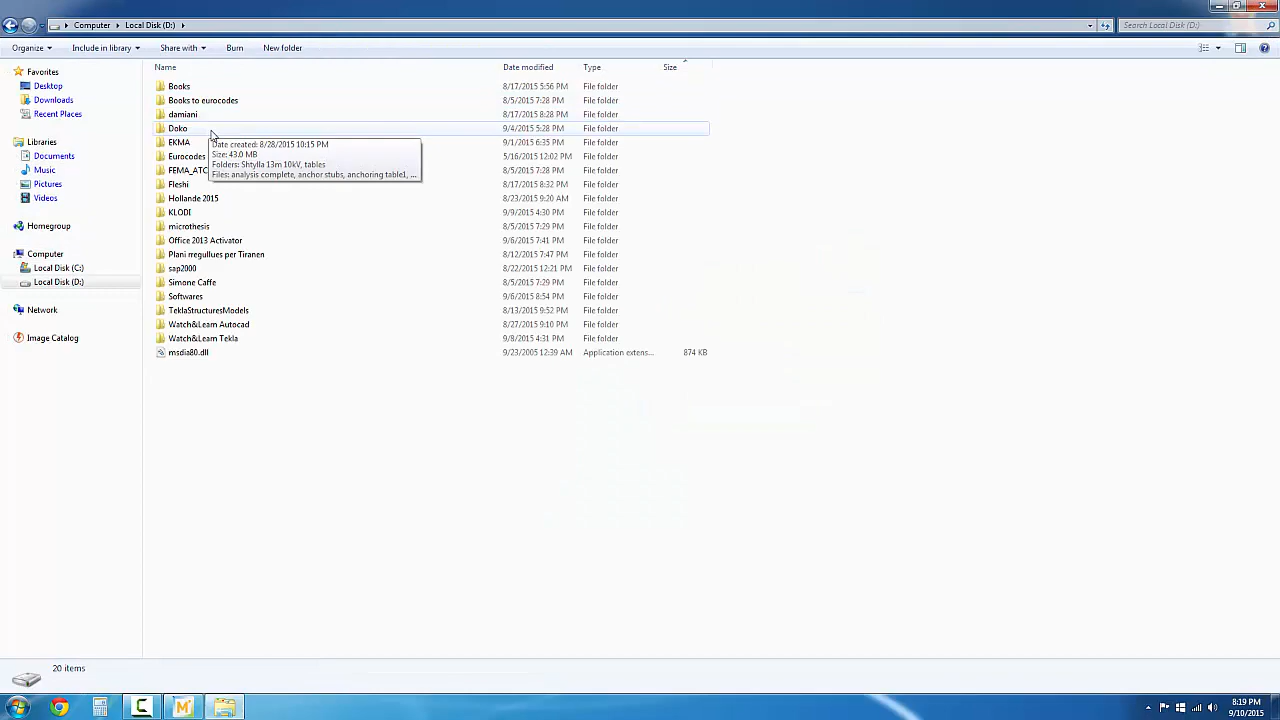 Computer Local Disk (D:) Search Local Disk (D:)
Organize Include in library Share with Burn New folder
Name Date modified Type Size
Favorites
Desktop
Downloads
Recent Places
Libraries
Documents
Music
Pictures
Videos
Homegroup
Computer
Local Disk (C:)
Local Disk (D:)
Network
Image Catalog
Books 8/17/2015 5:56 PM File folder
Books to eurocodes 8/5/2015 7:28 PM File folder
damiani 8/17/2015 8:28 PM File folder
Doko 9/4/2015 5:28 PM File folder
EKMA 9/1/2015 6:35 PM File folder
Eurocodes 5/16/2015 12:02 PM File folder
FEMA_ATC 8/5/2015 7:28 PM File folder
Fleshi 8/17/2015 8:32 PM File folder
Hollande 2015 8/23/2015 9:20 AM File folder
KLODI 9/9/2015 4:30 PM File folder
microthesis 8/5/2015 7:29 PM File folder
Office 2013 Activator 9/6/2015 7:41 PM File folder
Plani rregullues per Tiranen 8/12/2015 7:47 PM File folder
sap2000 8/22/2015 12:21 PM File folder
Simone Caffe 8/5/2015 7:29 PM File folder
Softwares 9/6/2015 8:54 PM File folder
TeklaStructuresModels 8/13/2015 9:52 PM File folder
Watch&Learn Autocad 8/27/2015 9:10 PM File folder
Watch&Learn Tekla 9/8/2015 4:31 PM File folder
msdia80.dll 9/23/2005 12:39 AM Application extens... 874 KB
Date created: 8/28/2015 10:15 PM
Size: 43.0 MB
Folders: Shtylla 13m 10kV, tables
Files: analysis complete, anchor stubs, anchoring table1, ...
20 items
8:19 PM
9/10/2015